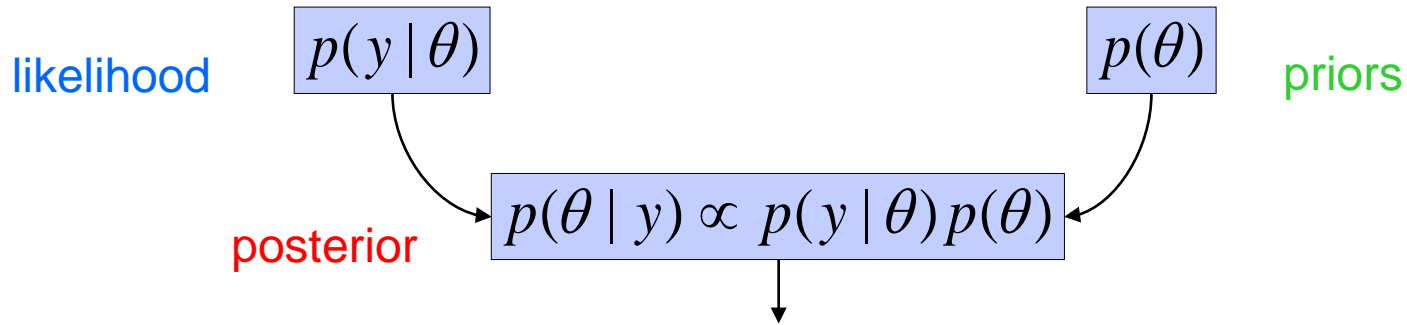 likelihood p(y | θ) p(θ) priors
posterior p(θ | y) ∝ p(y | θ)p(θ)